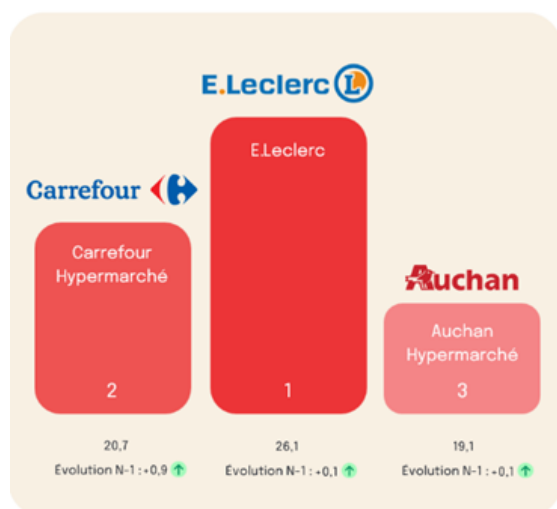 E.Leclerc L
E.Leclerc
Carrefour
Carrefour
Hypermarché
Auchan
Auchan
Hypermarché
2
1
3
20,7
26,1
19,1
Évolution N-1 : +0,9 ↑
Évolution N-1 : +0,1 ↑
Évolution N-1 : +0,1 ↑